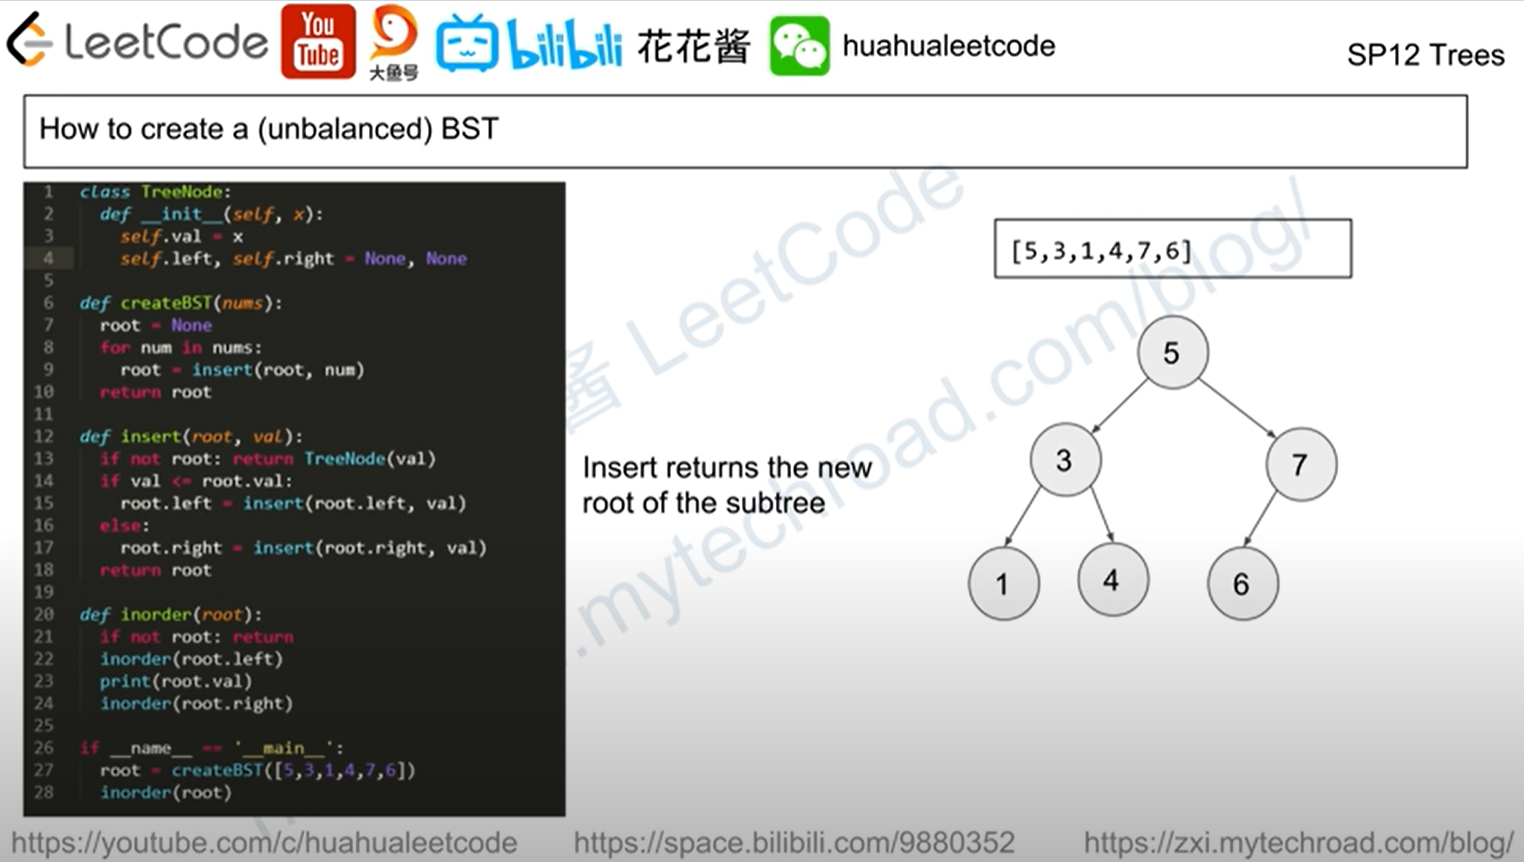 LeetCode
You
Tube
大鱼号
bilibili
花花酱
huahualeetcode
SP12 Trees
How to create a (unbalanced) BST
1 class TreeNode:
2 def __init__(self, x):
3 self.val = x
4 self.left, self.right = None, None
5
6 def createBST(nums):
7 root = None
8 for num in nums:
9 root = insert(root, num)
10 return root
11
12 def insert(root, val):
13 if not root: return TreeNode(val)
14 if val <= root.val:
15 root.left = insert(root.left, val)
16 else:
17 root.right = insert(root.right, val)
18 return root
19
20 def inorder(root):
21 if not root: return
22 inorder(root.left)
23 print(root.val)
24 inorder(root.right)
25
26 if __name__ == '__main__':
27 root = createBST([5,3,1,4,7,6])
28 inorder(root)
Insert returns the new
root of the subtree
[5,3,1,4,7,6]
5
3
7
1
4
6
酱 LeetCode
.mytechroad.com/blog/
https://youtube.com/c/huahualeetcode
https://space.bilibili.com/9880352
https://zxi.mytechroad.com/blog/